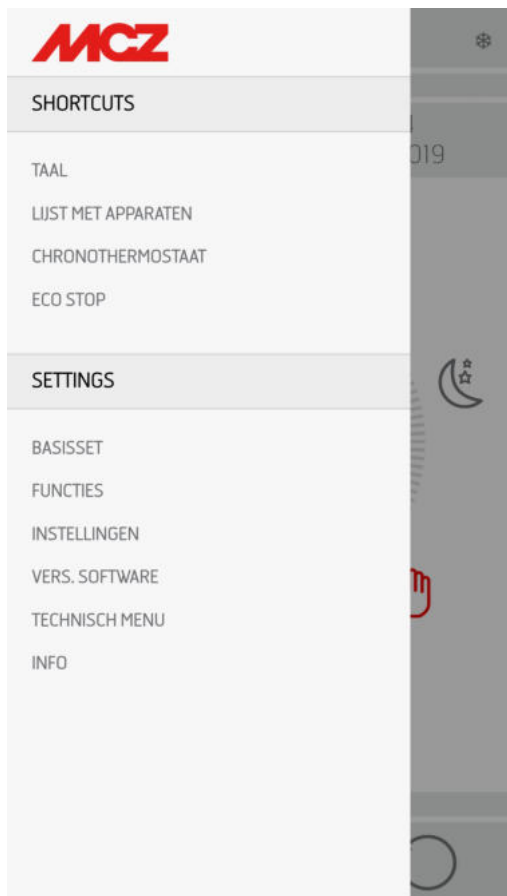 MCZ
SHORTCUTS
019
TAAL
LIJST MET APPARATEN
CHRONOTHERMOSTAAT
ECO STOP
SETTINGS
BASISSET
FUNCTIES
INSTELLINGEN
VERS. SOFTWARE
TECHNISCH MENU
INFO